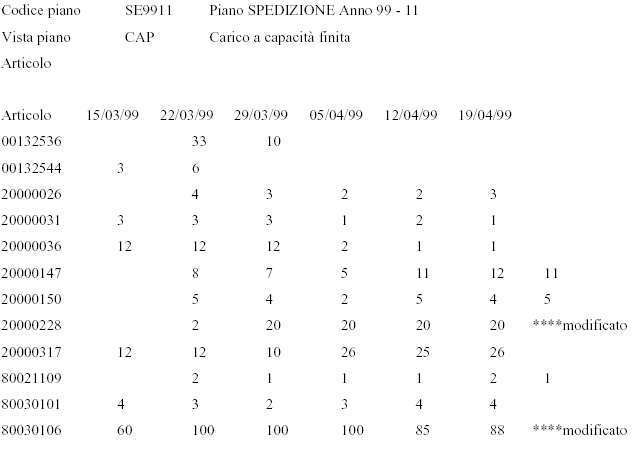 Codice piano SE9911 Piano SPEDIZIONE Anno 99 - 11
Vista piano CAP Carico a capacità finita
Articolo
Articolo 15/03/99 22/03/99 29/03/99 05/04/99 12/04/99 19/04/99
00132536 33 10
00132544 3 6
20000026 4 3 2 2 3
20000031 3 3 3 1 2 1
20000036 12 12 12 2 1 1
20000147 8 7 5 11 12 11
20000150 5 4 2 5 4 5
20000228 2 20 20 20 20 ****modificato
20000317 12 12 10 26 25 26
80021109 2 1 1 1 2 1
80030101 4 3 2 3 4 4
80030106 60 100 100 100 85 88 ****modificato